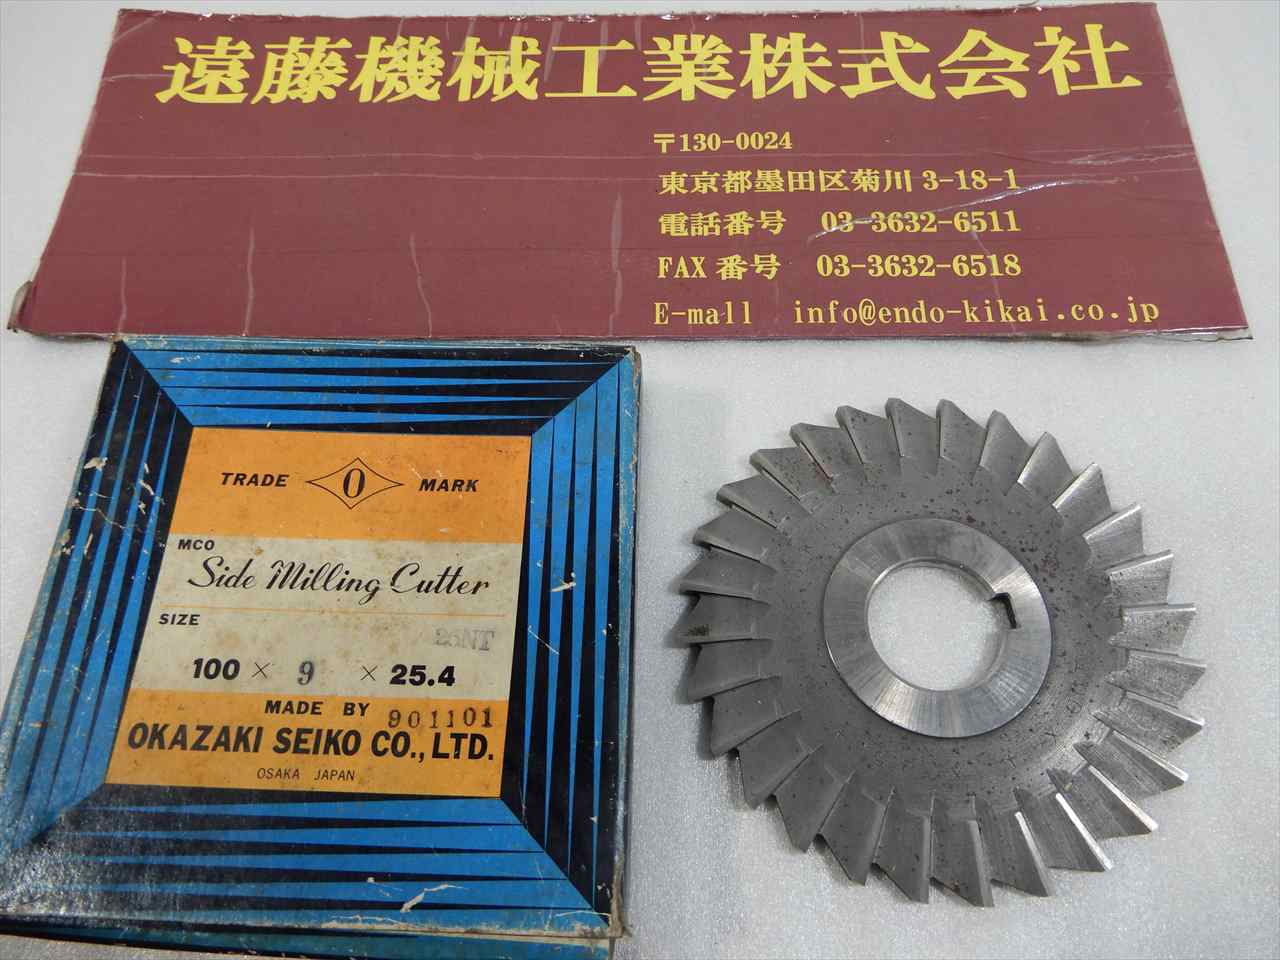 遠藤機械工業株式会社
〒130-0024
東京都墨田区菊川 3-18-1
電話番号 03-3632-6511
FAX 番号 03-3632-6518
E-mall info@endo-kikai.co.jp
TRADE O MARK
MCO
Side Milling Cutter
SIZE
26NT
100 × 9 × 25.4
MADE BY 901101
OKAZAKI SEIKO CO., LTD.
OSAKA JAPAN